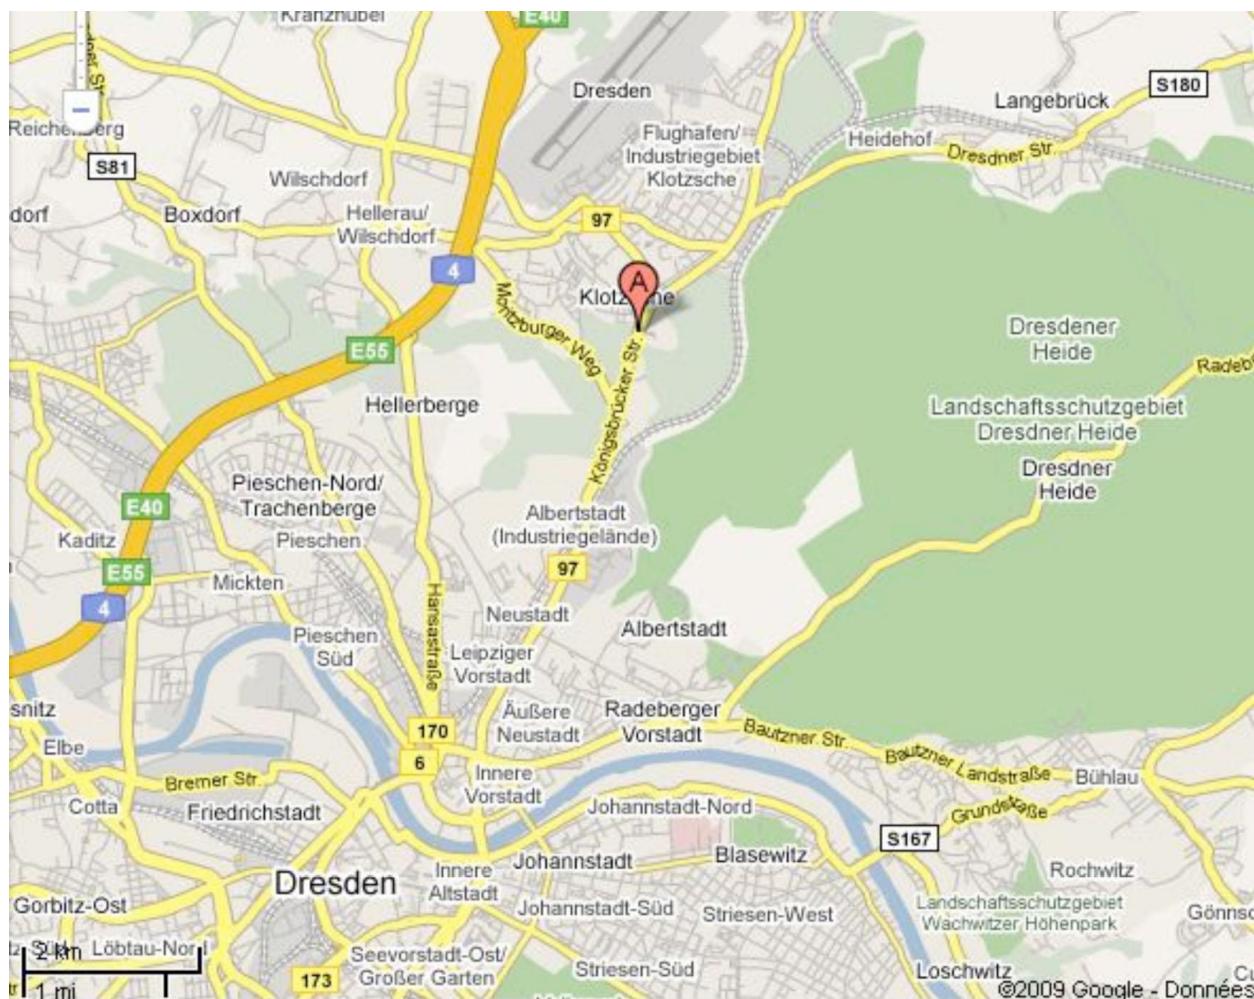 Kranzhübel
E40
Dresden
S180
Langebrück
Reichenberg
Flughafen/
Industriegebiet
Klotzsche
Heidehof
Dresdner Str.
S81
Wilschdorf
dorf
Boxdorf
Hellerau/
Wilschdorf
97
4
A
Klotzsche
Moritzburger Weg
E55
Dresdener
Heide
Königsbrücker Str.
Hellerberge
Landschaftsschutzgebiet
Dresdner Heide
Dresdner
Heide
Pieschen-Nord/
Trachenberge
E40
Albertstadt
(Industriegelände)
Kaditz
Pieschen
E55
97
Mickten
4
Hansastraße
Neustadt
Albertstadt
Pieschen
Süd
Leipziger
Vorstadt
snitz
Äußere
Neustadt
Radeberger
Vorstadt
170
Bautzner Str.
Elbe
6
Bautzner Landstraße
Bühlau
Bremer Str.
Innere
Vorstadt
Cotta
Friedrichstadt
Johannstadt-Nord
Grundstraße
S167
Johannstadt
Blasewitz
Dresden
Innere
Altstadt
Rochwitz
Gorbitz-Ost
Johannstadt-Süd
Striesen-West
Landschaftsschutzgebiet
Wachwitzer Höhenpark
Löbtau-Nord
2 km
Seevorstadt-Ost/
Großer Garten
173
Striesen-Süd
Loschwitz
1 mi
©2009 Google - Données